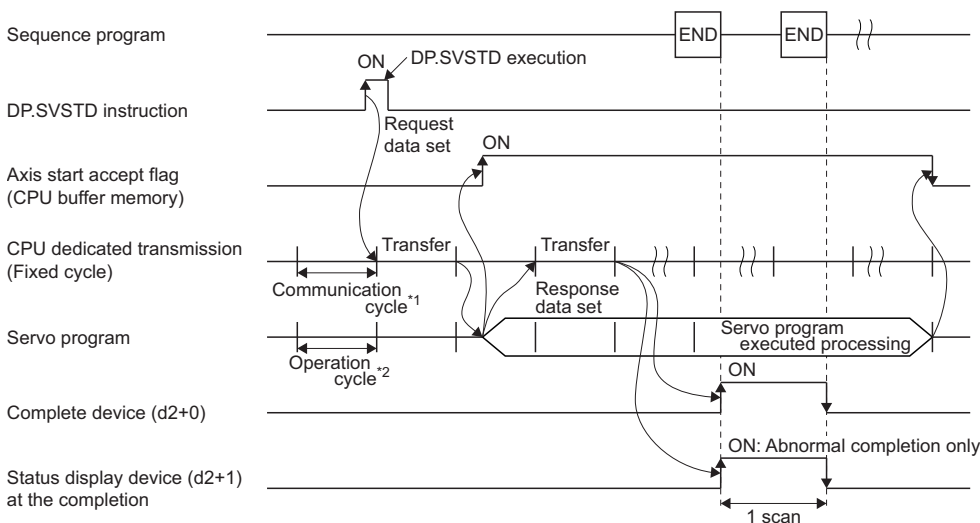 Sequence program
END
END
ON
DP.SVSTD execution
DP.SVSTD instruction
Request
data set
ON
Axis start accept flag
(CPU buffer memory)
CPU dedicated transmission
(Fixed cycle)
Transfer
Transfer
Communication
cycle*1
Response
data set
Servo program
Servo program
executed processing
Operation
cycle*2
ON
Complete device (d2+0)
ON: Abnormal completion only
Status display device (d2+1)
at the completion
1 scan